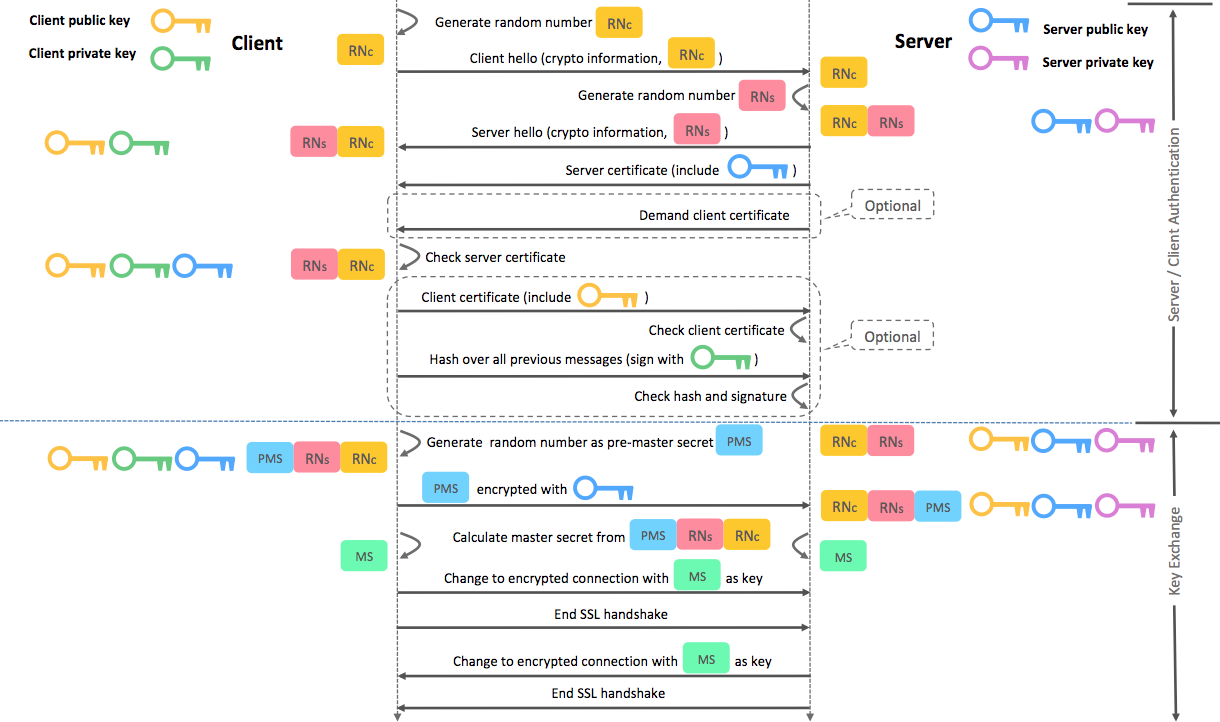 Client public key
Client private key
Client
Server
Server public key
Server private key
Generate random number RNc
RNc
Client hello (crypto information, RNc )
RNc
Generate random number RNs
RNc RNs
Server hello (crypto information, RNs )
RNs RNc
Server certificate (include )
Optional
Demand client certificate
Check server certificate
RNs RNc
Client certificate (include )
Check client certificate
Optional
Hash over all previous messages (sign with )
Check hash and signature
Server / Client Authentication
Generate random number as pre-master secret PMS
RNc RNs
PMS RNs RNc
PMS encrypted with
RNc RNs PMS
Calculate master secret from PMS RNs RNc
MS
MS
Change to encrypted connection with MS as key
End SSL handshake
Change to encrypted connection with MS as key
End SSL handshake
Key Exchange